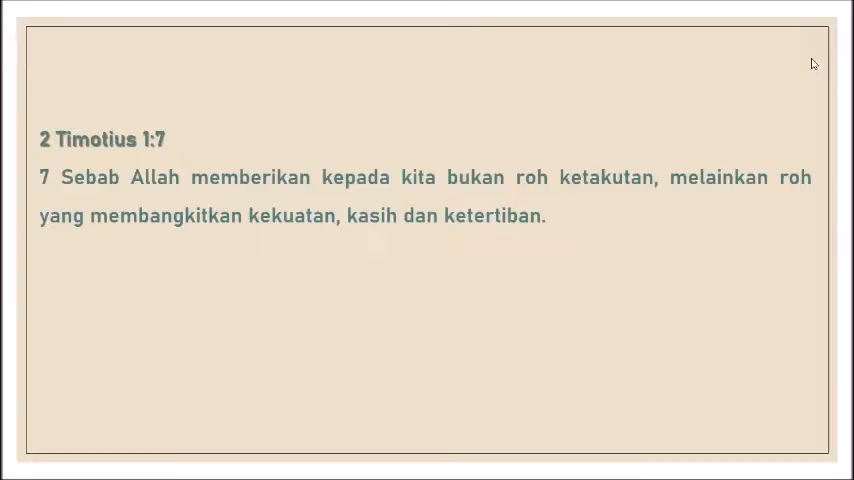 2 Timotius 1:7
7 Sebab Allah memberikan kepada kita bukan roh ketakutan, melainkan roh
yang membangkitkan kekuatan, kasih dan ketertiban.